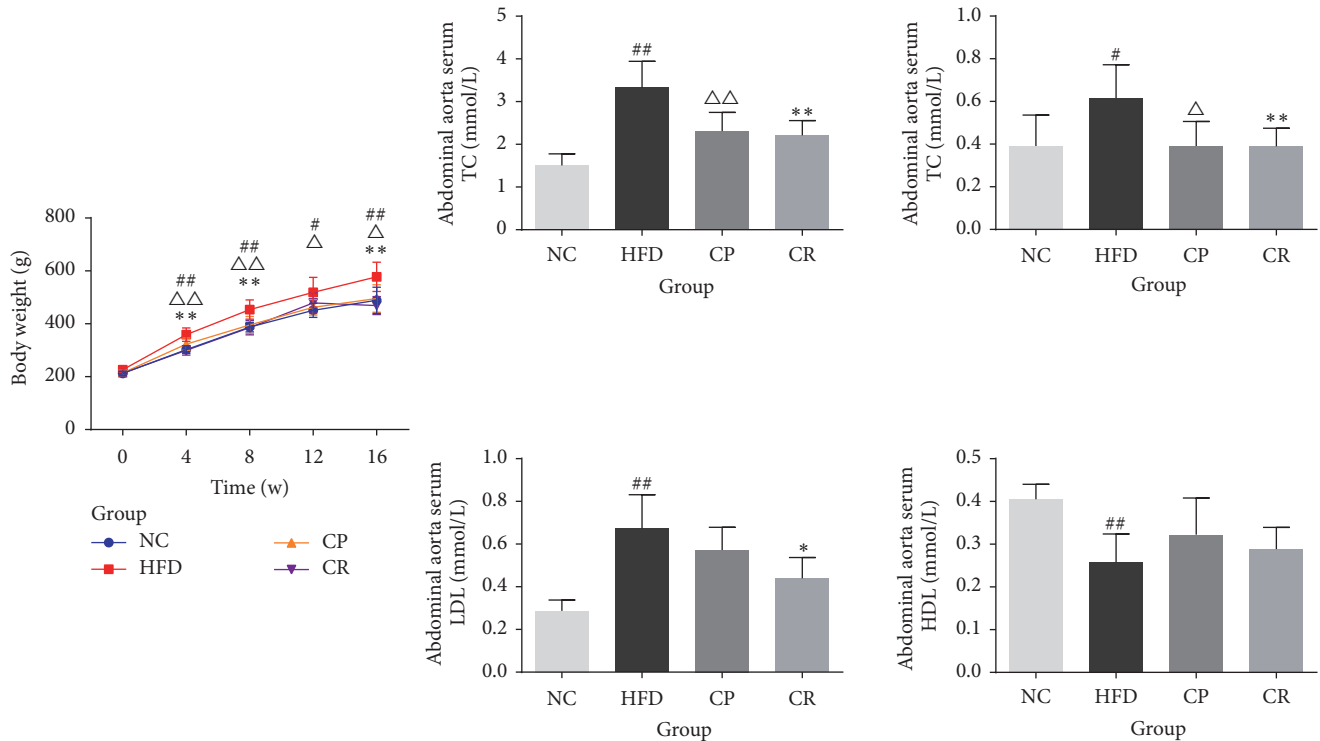 800
600
400
200
0
Body weight (g)
##
△△
**
##
△△
**
#
△
##
△
**
0 4 8 12 16
Time (w)
Group
NC CP
HFD CR
5
4
3
2
1
0
Abdominal aorta serum
TC (mmol/L)
##
△△
**
NC HFD CP CR
Group
1.0
0.8
0.6
0.4
0.2
0.0
Abdominal aorta serum
TC (mmol/L)
#
△
**
NC HFD CP CR
Group
1.0
0.8
0.6
0.4
0.2
0.0
Abdominal aorta serum
LDL (mmol/L)
##
*
NC HFD CP CR
Group
0.5
0.4
0.3
0.2
0.1
0.0
Abdominal aorta serum
HDL (mmol/L)
##
NC HFD CP CR
Group